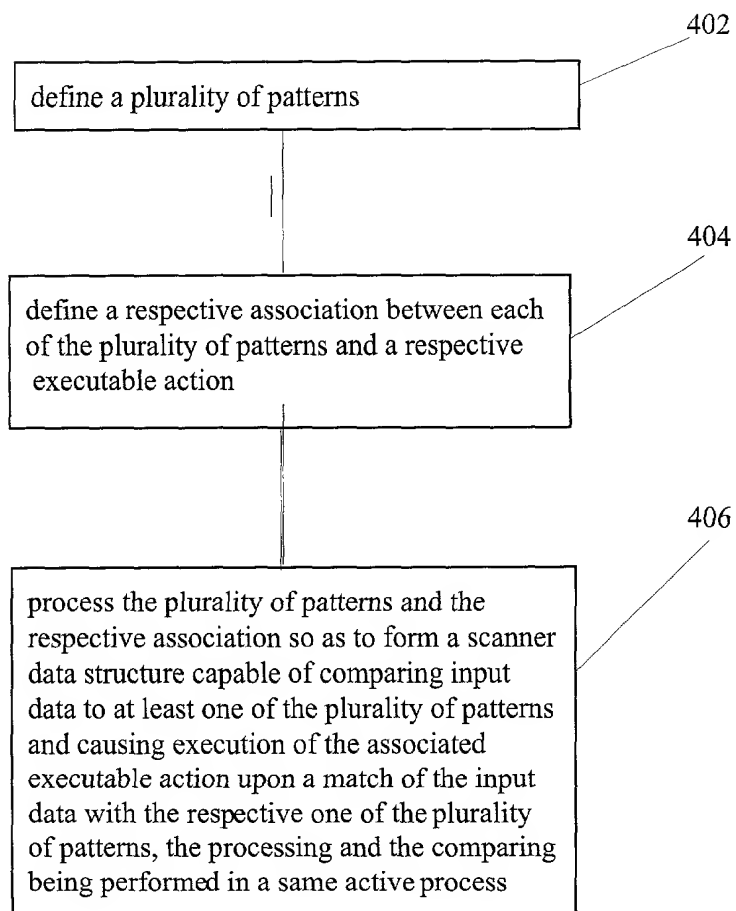 402
define a plurality of patterns
404
define a respective association between each
of the plurality of patterns and a respective
executable action
406
process the plurality of patterns and the
respective association so as to form a scanner
data structure capable of comparing input
data to at least one of the plurality of patterns
and causing execution of the associated
executable action upon a match of the input
data with the respective one of the plurality
of patterns, the processing and the comparing
being performed in a same active process